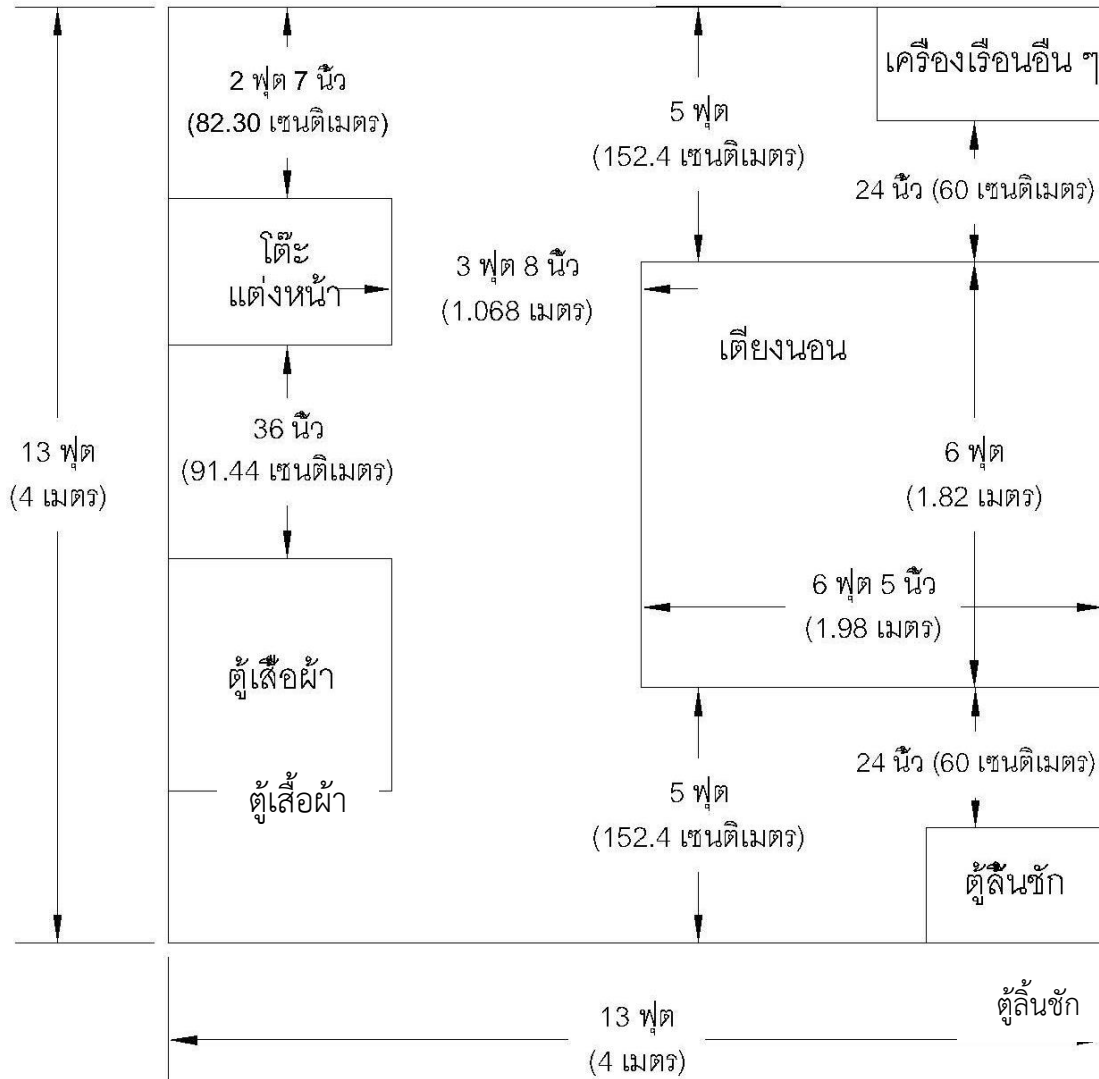 2 ฟุต 7 นิ้ว
(82.30 เซนติเมตร)
5 ฟุต
(152.4 เซนติเมตร)
เครื่องเรือนอื่น ๆ
24 นิ้ว (60 เซนติเมตร)
โต๊ะ
แต่งหน้า
3 ฟุต 8 นิ้ว
(1.068 เมตร)
เตียงนอน
36 นิ้ว
(91.44 เซนติเมตร)
13 ฟุต
(4 เมตร)
6 ฟุต
(1.82 เมตร)
6 ฟุต 5 นิ้ว
(1.98 เมตร)
ตู้เสื้อผ้า
ตู้เสื้อผ้า
24 นิ้ว (60 เซนติเมตร)
5 ฟุต
(152.4 เซนติเมตร)
ตู้ลิ้นชัก
ตู้ลิ้นชัก
13 ฟุต
(4 เมตร)